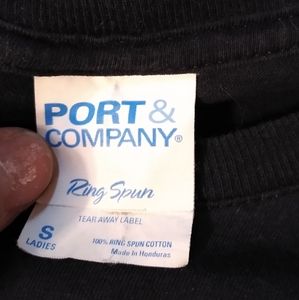 PORT &
COMPANY®
Ring Spun
TEAR AWAY LABEL
S
LADIES
100% RING SPUN COTTON
Made In Honduras